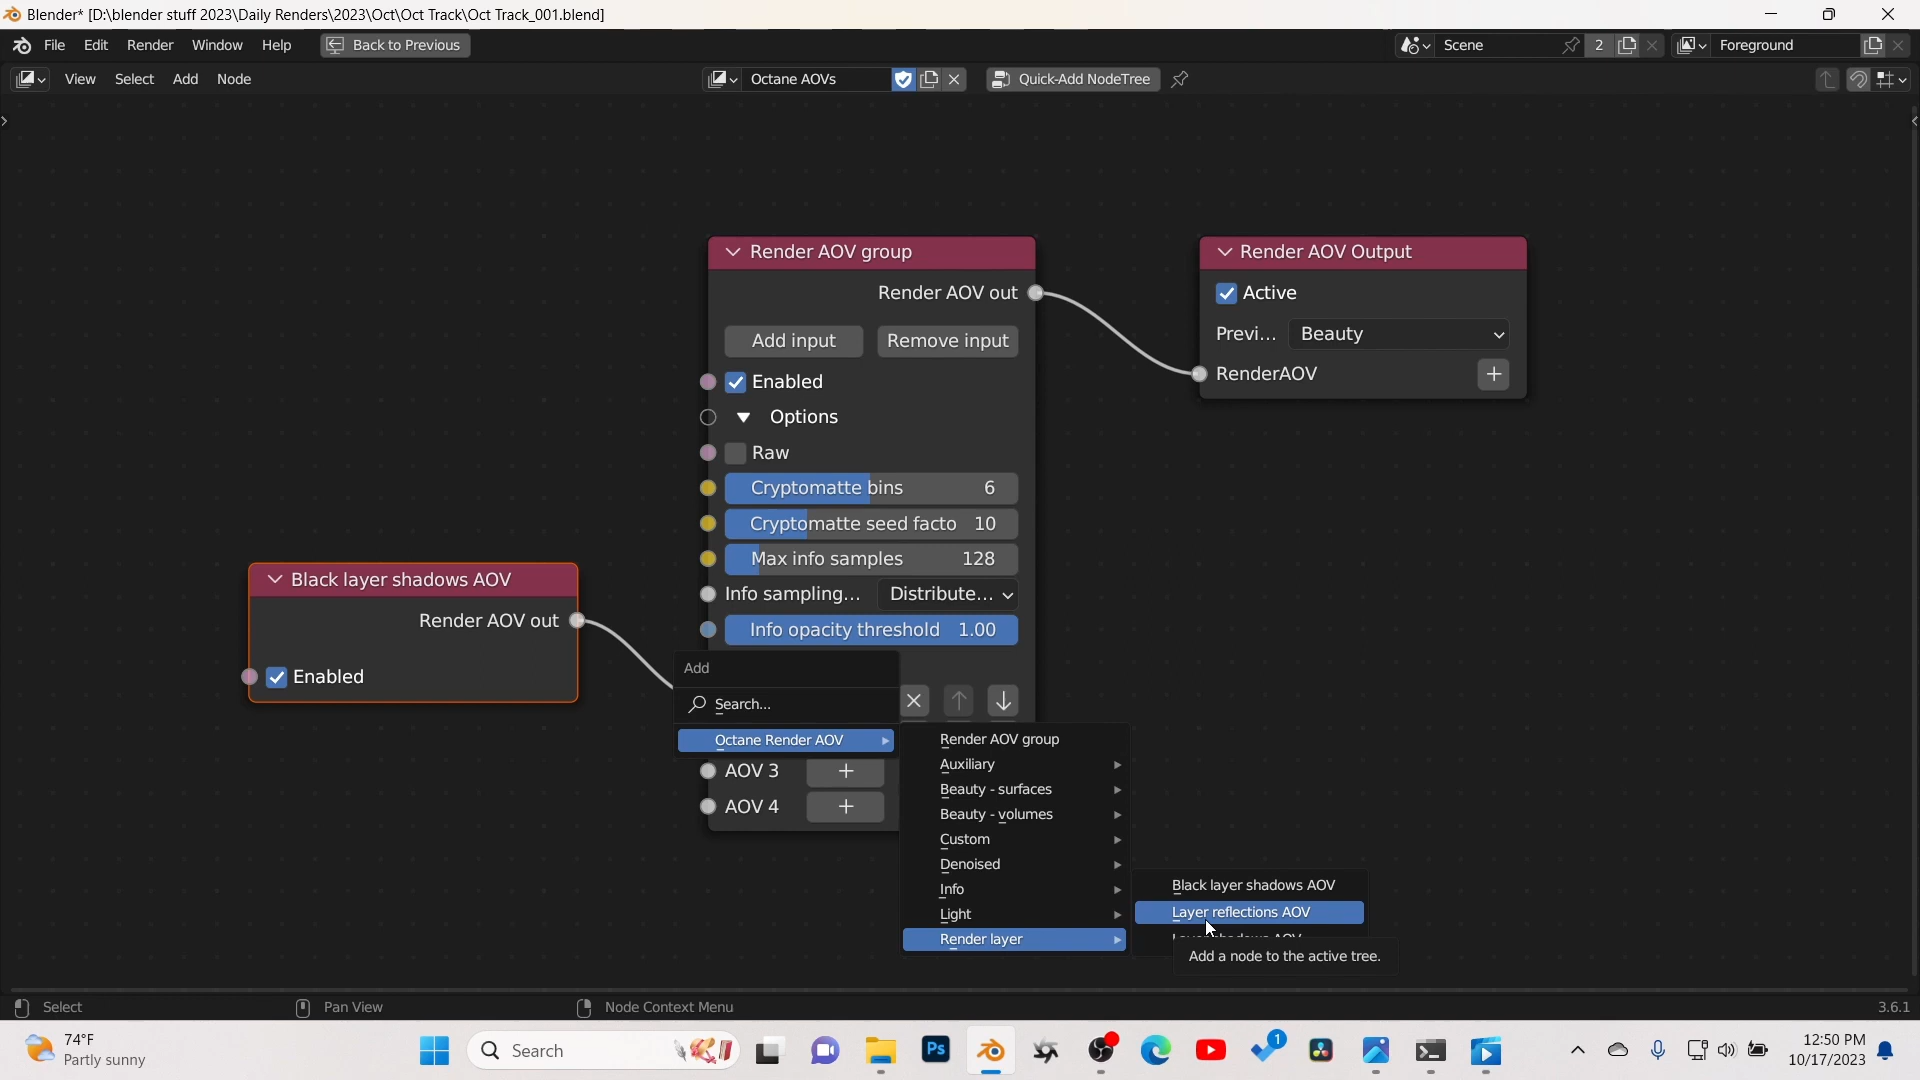 Blender* [D:\blender stuff 2023\Daily Renders\2023\Oct\Oct Track\Oct Track_001.blend]
File Edit Render Window Help Back to Previous Scene 2 Foreground
View Select Add Node Octane AOVs Quick-Add NodeTree
Render AOV group
Render AOV out
Add input Remove input
Enabled
Options
Raw
Cryptomatte bins 6
Cryptomatte seed facto 10
Max info samples 128
Info sampling... Distribute...
Info opacity threshold 1.00
AOV 3 +
AOV 4 +
Render AOV Output
Active
Previ... Beauty
RenderAOV +
Black layer shadows AOV
Render AOV out
Enabled
Add
Search...
Octane Render AOV
Render AOV group
Auxiliary
Beauty - surfaces
Beauty - volumes
Custom
Denoised
Info
Light
Render layer
Black layer shadows AOV
Layer reflections AOV
Add a node to the active tree.
Select Pan View Node Context Menu 3.6.1
74°F
Partly sunny
Search
Ps
1
12:50 PM
10/17/2023